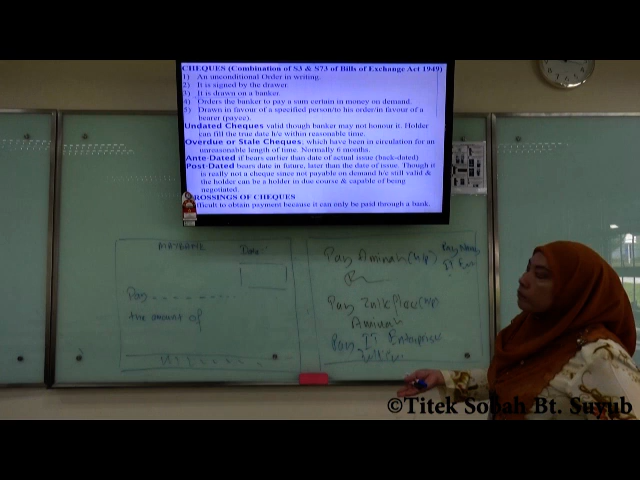 CHEQUES (Combination of S3 & S73 of Bills of Exchange Act 1949)
1) An unconditional Order in writing.
2) It is signed by the drawer.
3) It is drawn on a banker.
4) Orders the banker to pay a sum certain in money on demand.
5) Drawn in favour of a specified person/to his order/in favour of a
bearer (payee).
Undated Cheques valid though banker may not honour it. Holder
can fill the true date h/e within reasonable time.
Overdue or Stale Cheques; which have been in circulation for an
unreasonable length of time. Normally 6 months.
Ante-Dated if bears earlier than date of actual issue (back-dated)
Post-Dated bears date in future, later than the date of issue. Though it
is really not a cheque since not payable on demand h/e still valid &
the holder can be a holder in due course & capable of being
negotiated.
ROSSINGS OF CHEQUES
fficult to obtain payment because it can only be paid through a bank.
Date:
Pay
the amount of
Pay Aminah
Pay Zulkflee
Aminah
Pay IT Enterprise
©Titek Sobah Bt. Suyub